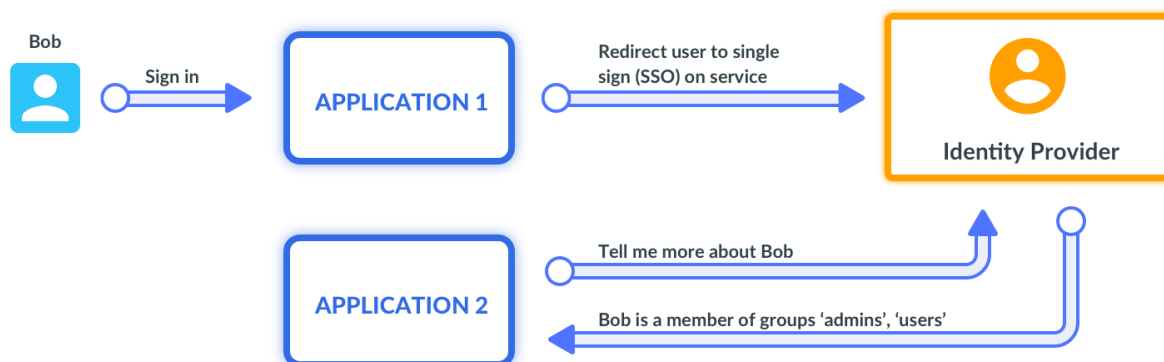 Bob
Sign in
APPLICATION 1
Redirect user to single
sign (SSO) on service
Identity Provider
APPLICATION 2
Tell me more about Bob
Bob is a member of groups ‘admins’, ‘users’